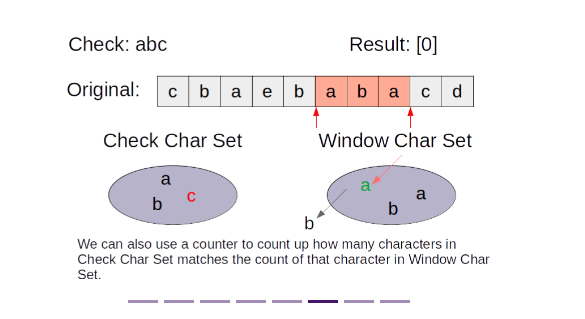 Check: abc Result: [0]
Original: c b a e b a b a c d
Check Char Set Window Char Set
a a
b c a b
b
We can also use a counter to count up how many characters in
Check Char Set matches the count of that character in Window Char
Set.